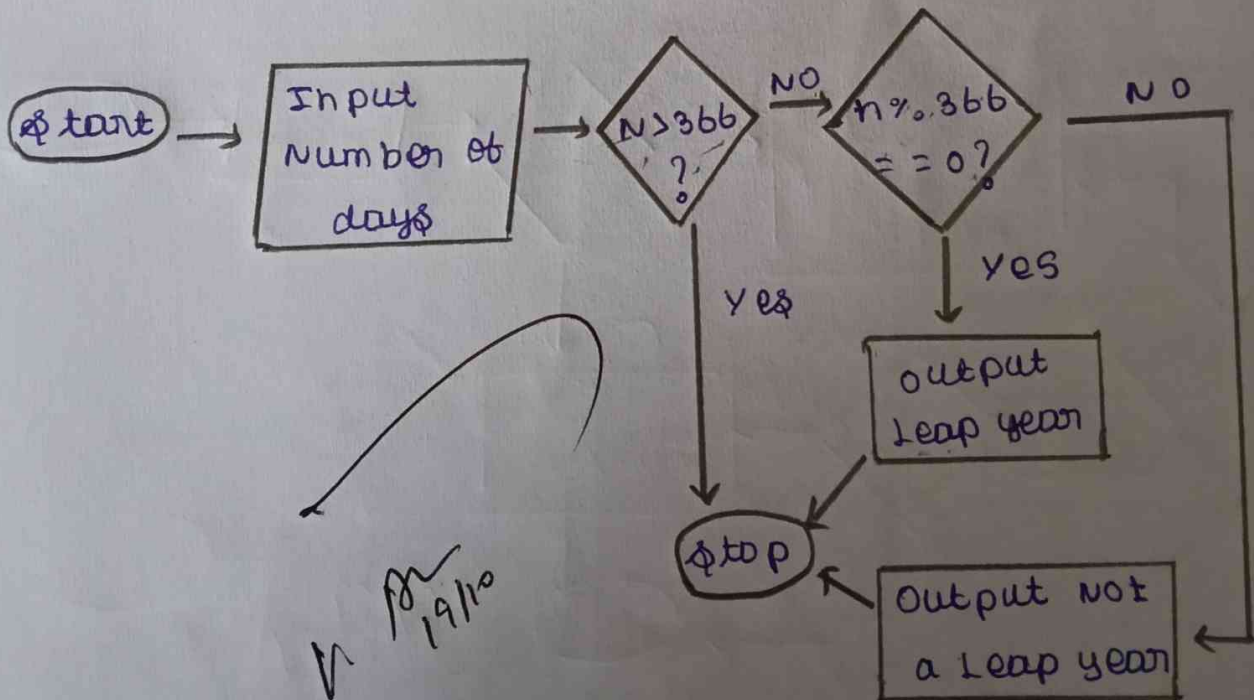 Start
Input
Number of
days
N>366
?
NO
n%366
==0?
NO
Yes
Yes
Output
Leap year
Stop
Output Not
a Leap year
19/10